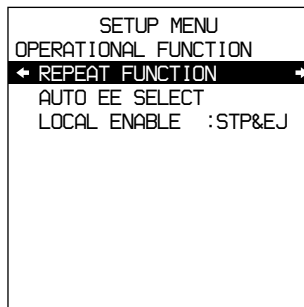 SETUP MENU
OPERATIONAL FUNCTION
REPEAT FUNCTION
AUTO EE SELECT
LOCAL ENABLE :STP&EJ